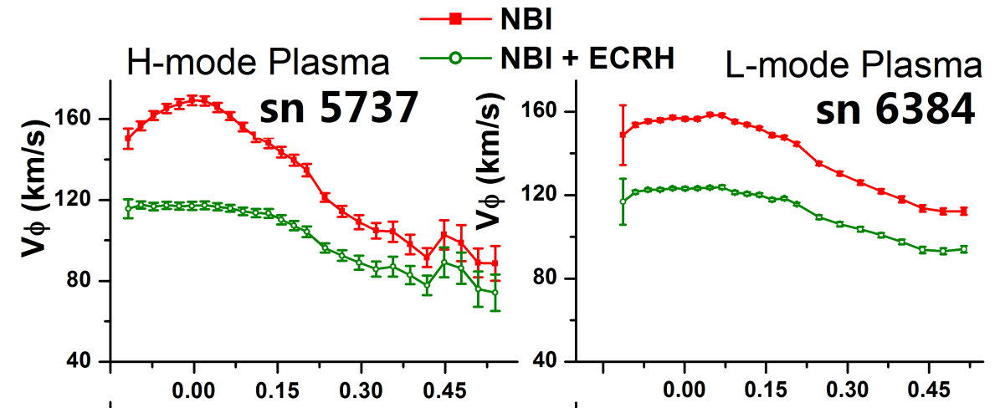 NBI
NBI + ECRH
H-mode Plasma
sn 5737
Vϕ (km/s)
160
120
80
40
0.00 0.15 0.30 0.45
L-mode Plasma
sn 6384
Vϕ (km/s)
160
120
80
40
0.00 0.15 0.30 0.45